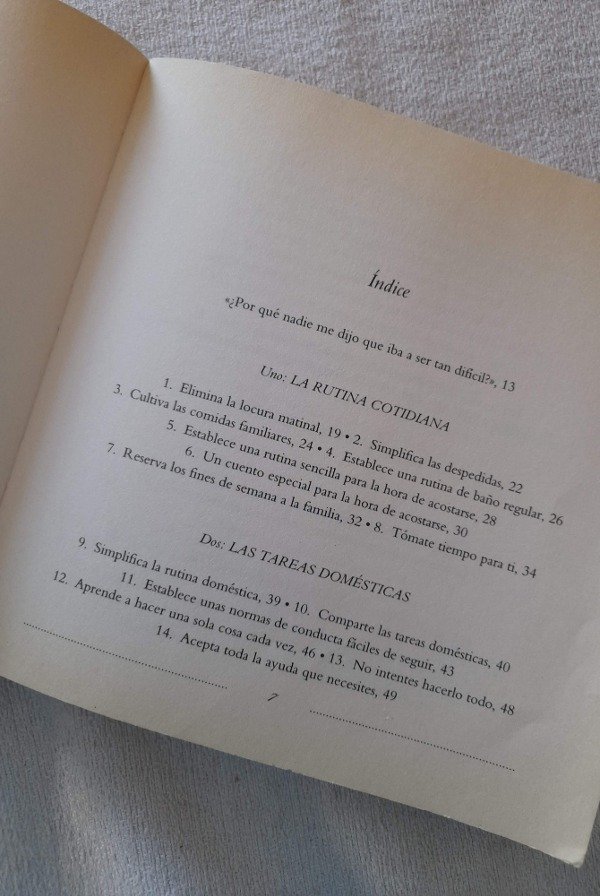 Índice
«¿Por qué nadie me dijo que iba a ser tan difícil?», 13
Uno: LA RUTINA COTIDIANA
1. Elimina la locura matinal, 19 • 2. Simplifica las despedidas, 22
3. Cultiva las comidas familiares, 24 • 4. Establece una rutina de baño regular, 26
5. Establece una rutina sencilla para la hora de acostarse, 28
6. Un cuento especial para la hora de acostarse, 30
7. Reserva los fines de semana a la familia, 32 • 8. Tómate tiempo para ti, 34
Dos: LAS TAREAS DOMÉSTICAS
9. Simplifica la rutina doméstica, 39 • 10. Comparte las tareas domésticas, 40
11. Establece unas normas de conducta fáciles de seguir, 43
12. Aprende a hacer una sola cosa cada vez, 46 • 13. No intentes hacerlo todo, 48
14. Acepta toda la ayuda que necesites, 49
7